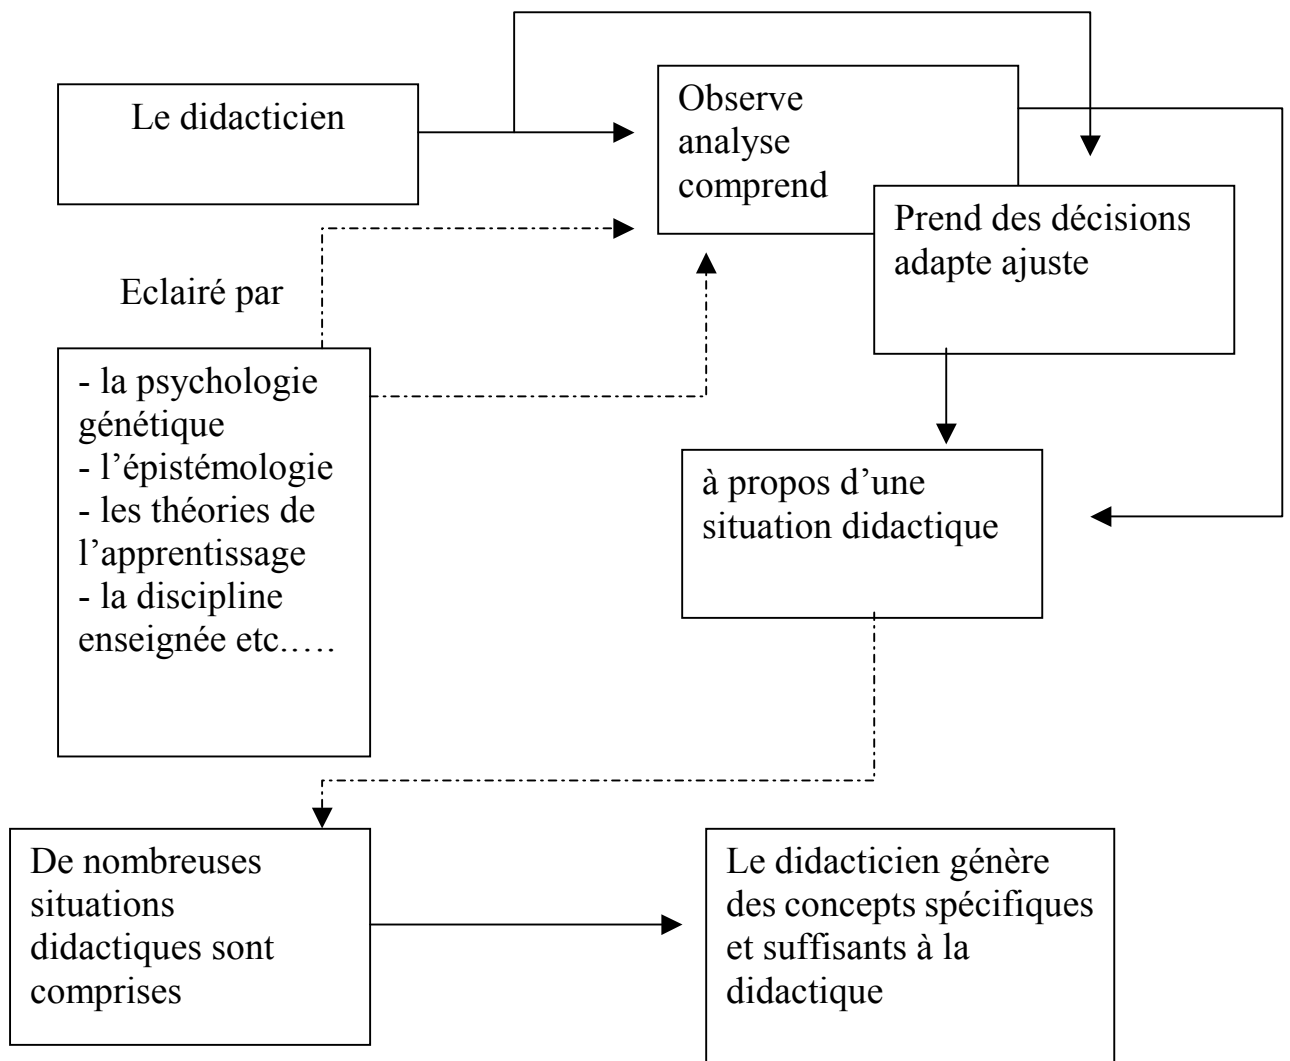 Le didacticien
Observe
analyse
comprend
Prend des décisions
adapte ajuste
Eclairé par
- la psychologie
génétique
- l’épistémologie
- les théories de
l’apprentissage
- la discipline
enseignée etc.….
à propos d’une
situation didactique
De nombreuses
situations
didactiques sont
comprises
Le didacticien génère
des concepts spécifiques
et suffisants à la
didactique